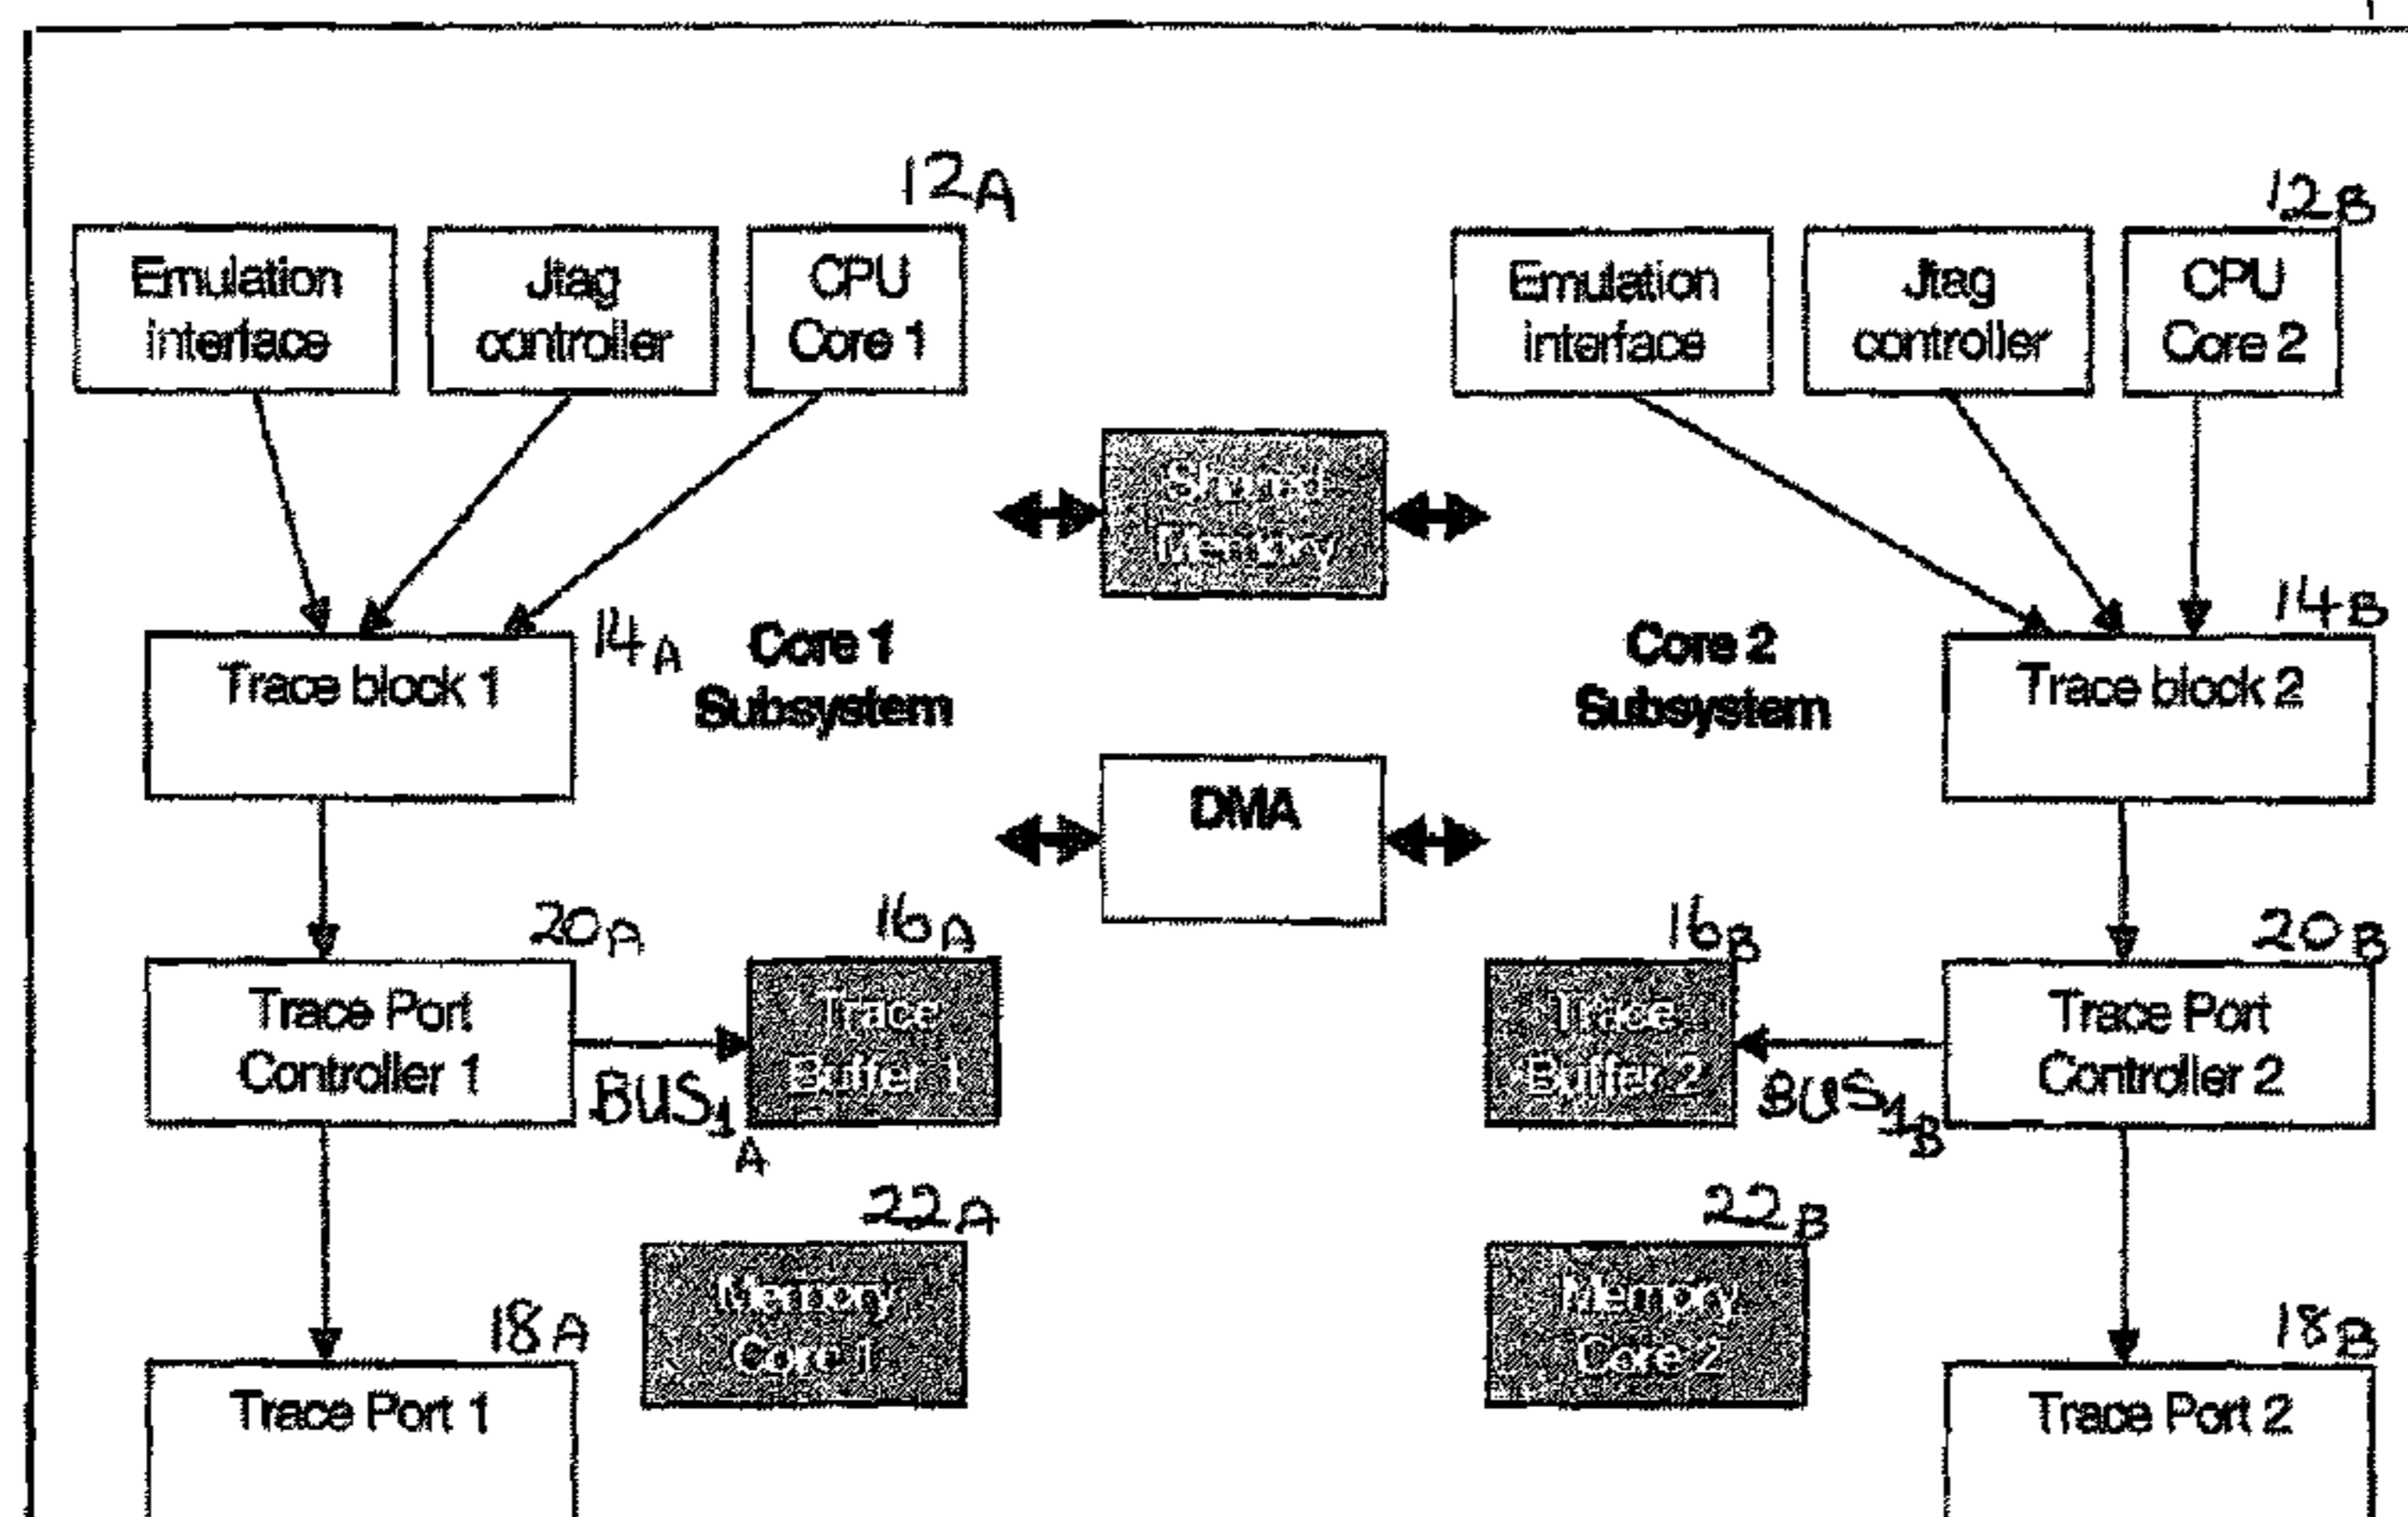 12A
12B
Emulation
interface
Jtag
controller
CPU
Core 1
Emulation
interface
Jtag
controller
CPU
Core 2
Shared
Memory
14A
14B
Trace block 1
Core 1
Subsystem
Core 2
Subsystem
Trace block 2
DMA
20A
16A
16B
20B
Trace Port
Controller 1
BUS1A
Trace
Buffer 1
Trace
Buffer 2
BUS1B
Trace Port
Controller 2
22A
22B
Memory
Core 1
Memory
Core 2
18A
18B
Trace Port 1
Trace Port 2